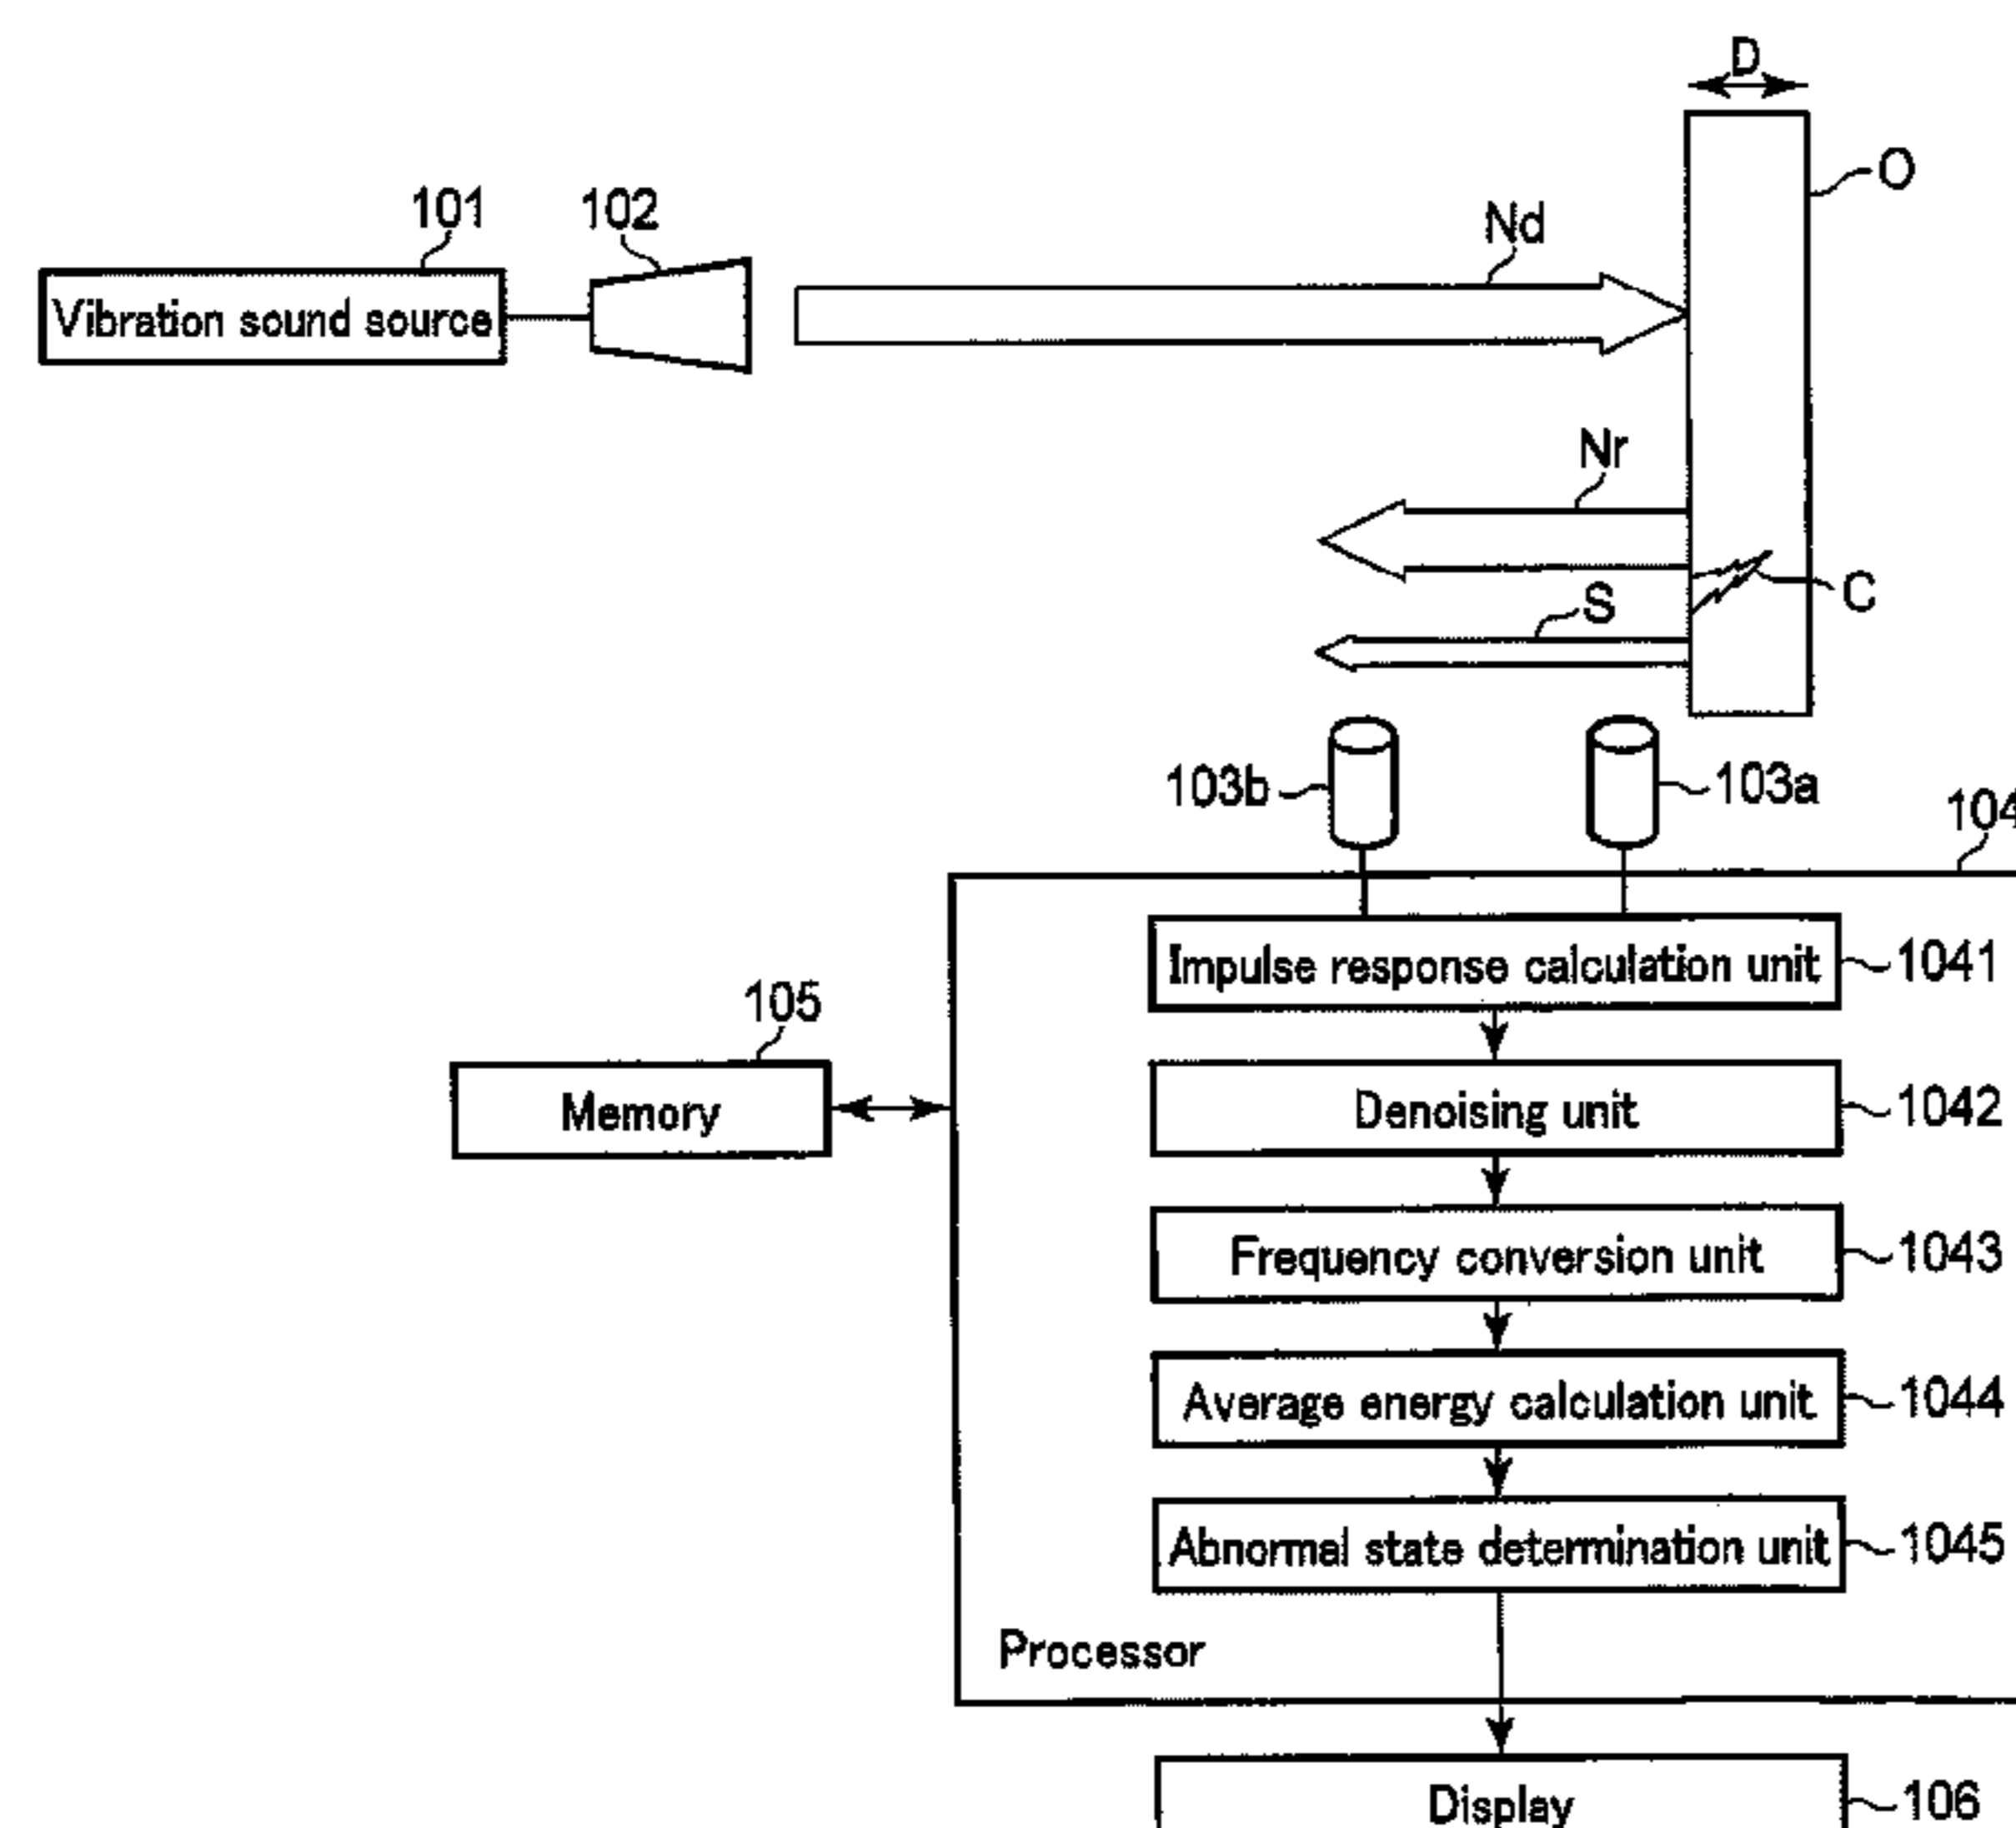 D
O
101
102
Nd
Vibration sound source
Nr
C
S
103b
103a
104
Impulse response calculation unit
1041
105
Memory
Denoising unit
1042
Frequency conversion unit
1043
Average energy calculation unit
1044
Abnormal state determination unit
1045
Processor
Display
106